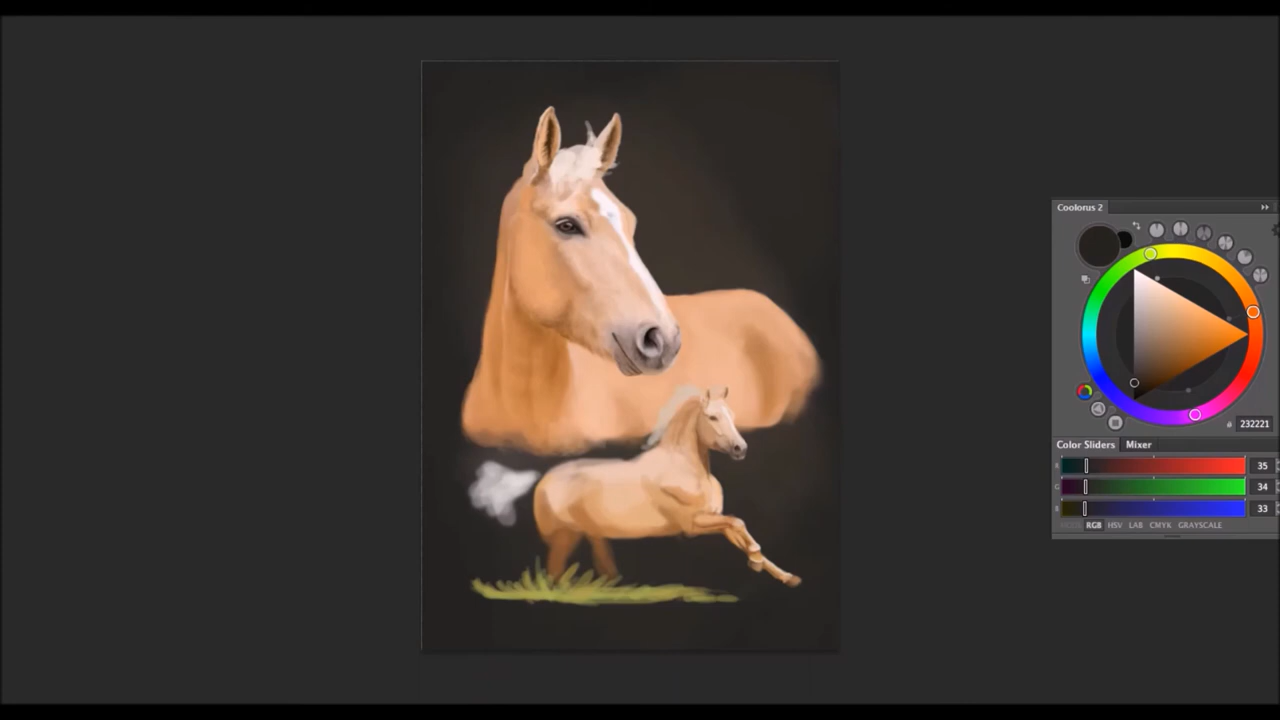 Coolorus 2
# 232221
Color Sliders Mixer
R 35
G 34
B 33
RGB HSV LAB CMYK GRAYSCALE